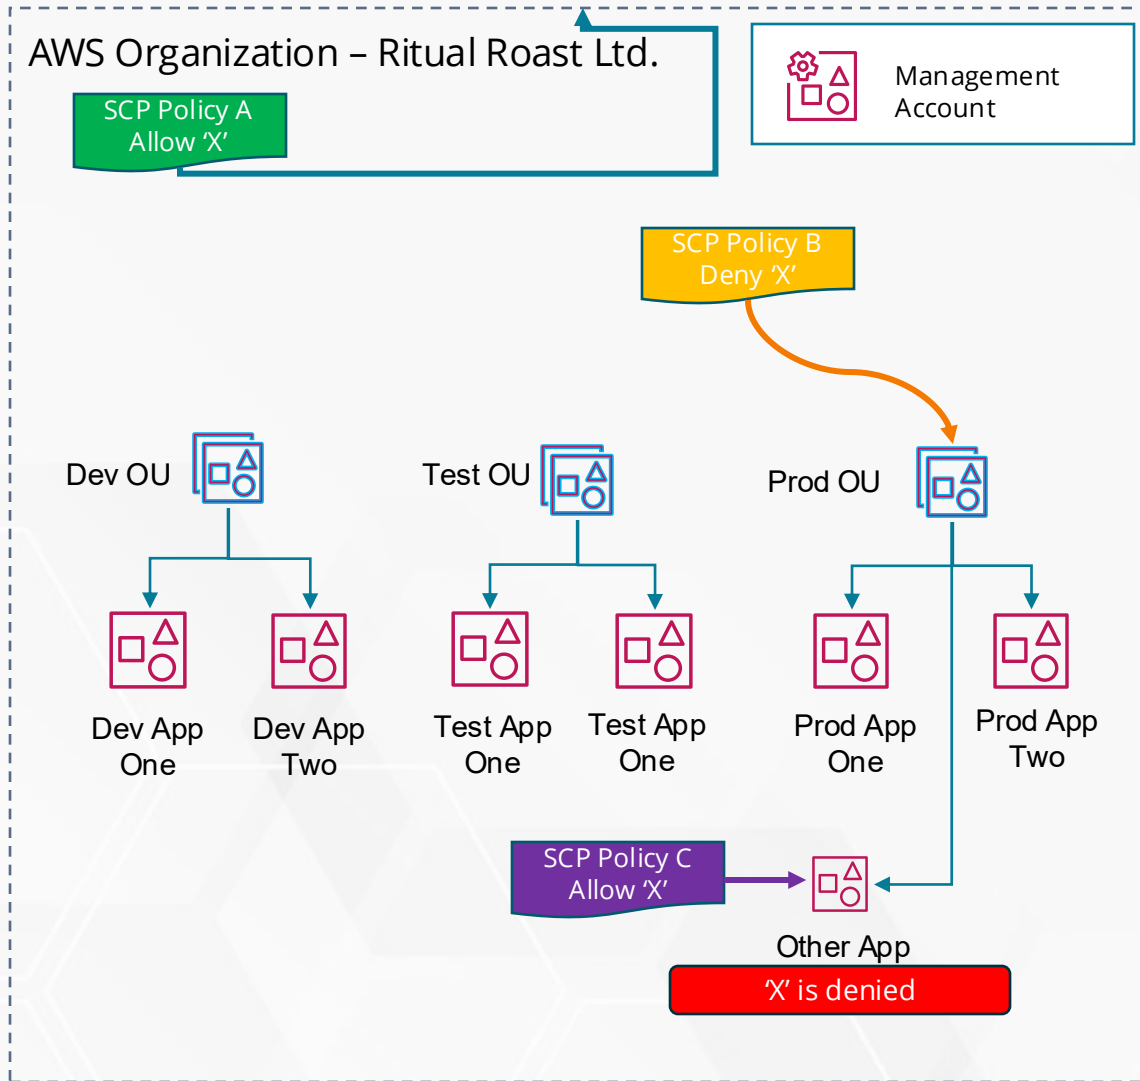 AWS Organization – Ritual Roast Ltd.
Management
Account
SCP Policy A
Allow ‘X’
SCP Policy B
Deny ‘X’
Dev OU
Test OU
Prod OU
Dev App
One
Dev App
Two
Test App
One
Test App
One
Prod App
One
Prod App
Two
SCP Policy C
Allow ‘X’
Other App
‘X’ is denied